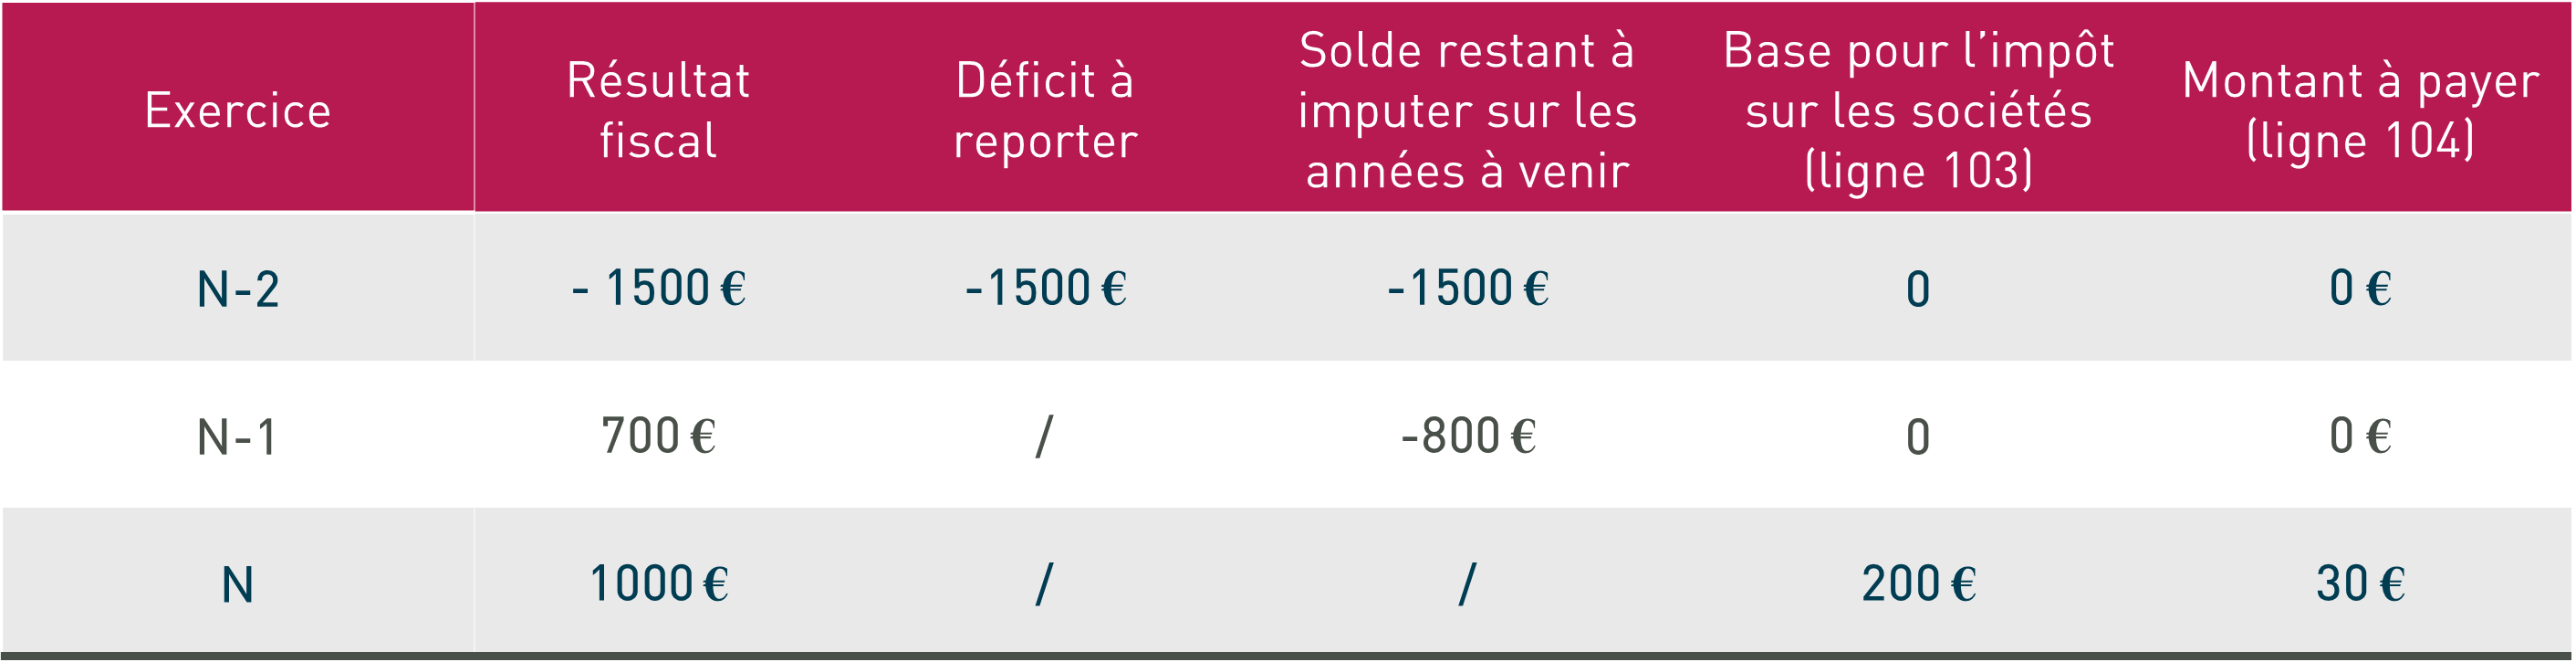 Exercice
Résultat
fiscal
Déficit à
reporter
Solde restant à
imputer sur les
années à venir
Base pour l’impôt
sur les sociétés
(ligne 103)
Montant à payer
(ligne 104)
N-2 - 1500 € -1500 € -1500 € 0 0 €
N-1 700 € / -800 € 0 0 €
N 1000 € / / 200 € 30 €